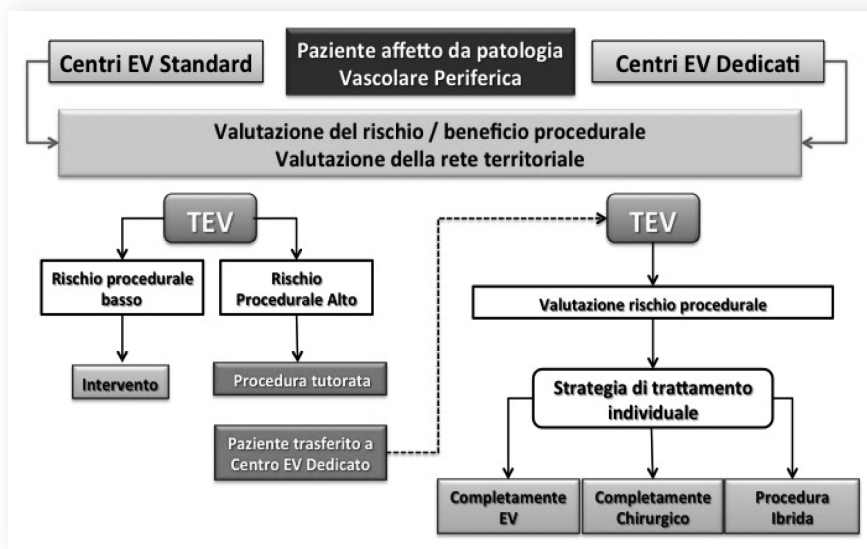 Centri EV Standard
Paziente affetto da patologia
Vascolare Periferica
Centri EV Dedicati
Valutazione del rischio / beneficio procedurale
Valutazione della rete territoriale
TEV
TEV
Rischio procedurale
basso
Rischio
Procedurale Alto
Valutazione rischio procedurale
Intervento
Procedura tutorata
Strategia di trattamento
individuale
Paziente trasferito a
Centro EV Dedicato
Completamente
EV
Completamente
Chirurgico
Procedura
Ibrida